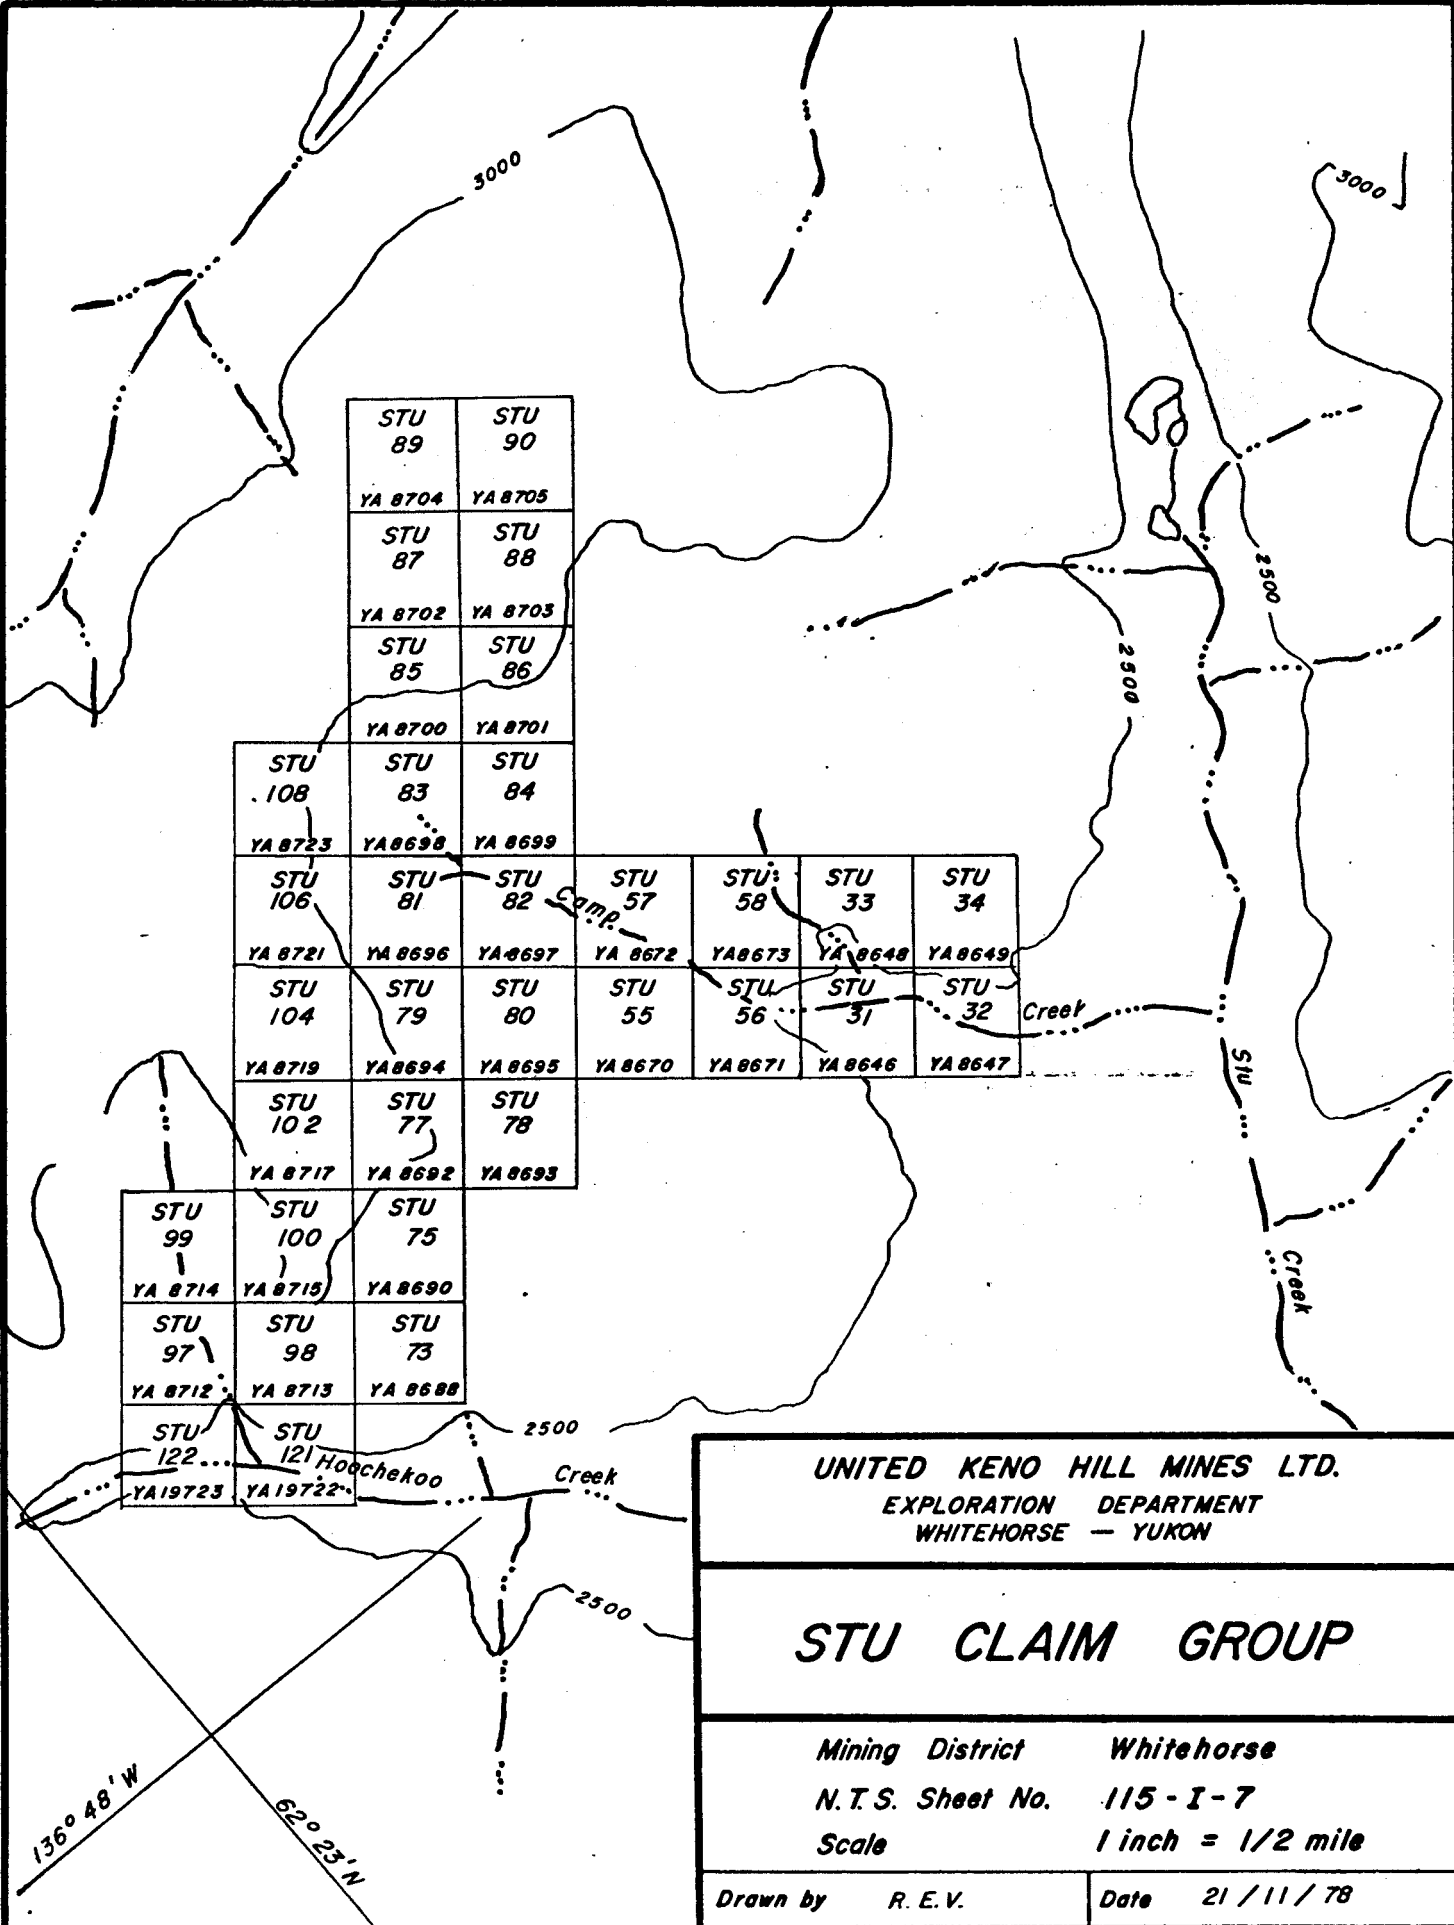 3000
3000
STU
89
YA 8704
STU
90
YA 8705
STU
87
YA 8702
STU
88
YA 8703
2500
STU
85
YA 8700
STU
86
YA 8701
2500
STU
108
YA 8723
STU
83
YA 8698
STU
84
YA 8699
STU
106
YA 8721
STU
81
YA 8696
STU
82
YA 8697
Camp
STU
57
YA 8672
STU
58
YA 8673
STU
33
YA 8648
STU
34
YA 8649
STU
104
YA 8719
STU
79
YA 8694
STU
80
YA 8695
STU
55
YA 8670
STU
56
YA 8671
STU
31
YA 8646
STU
32
YA 8647
Creek
Stu
Creek
STU
102
YA 8717
STU
77
YA 8692
STU
78
YA 8693
STU
99
YA 8714
STU
100
YA 8715
STU
75
YA 8690
STU
97
YA 8712
STU
98
YA 8713
STU
73
YA 8688
STU
122
YA 19723
STU
121
YA 19722
Hoochekoo Creek
2500
2500
136° 48' W
62° 23' N
UNITED KENO HILL MINES LTD.
EXPLORATION DEPARTMENT
WHITEHORSE — YUKON
STU CLAIM GROUP
Mining District Whitehorse
N.T.S. Sheet No. 115 - I - 7
Scale 1 inch = 1/2 mile
Drawn by R.E.V.
Date 21 / 11 / 78